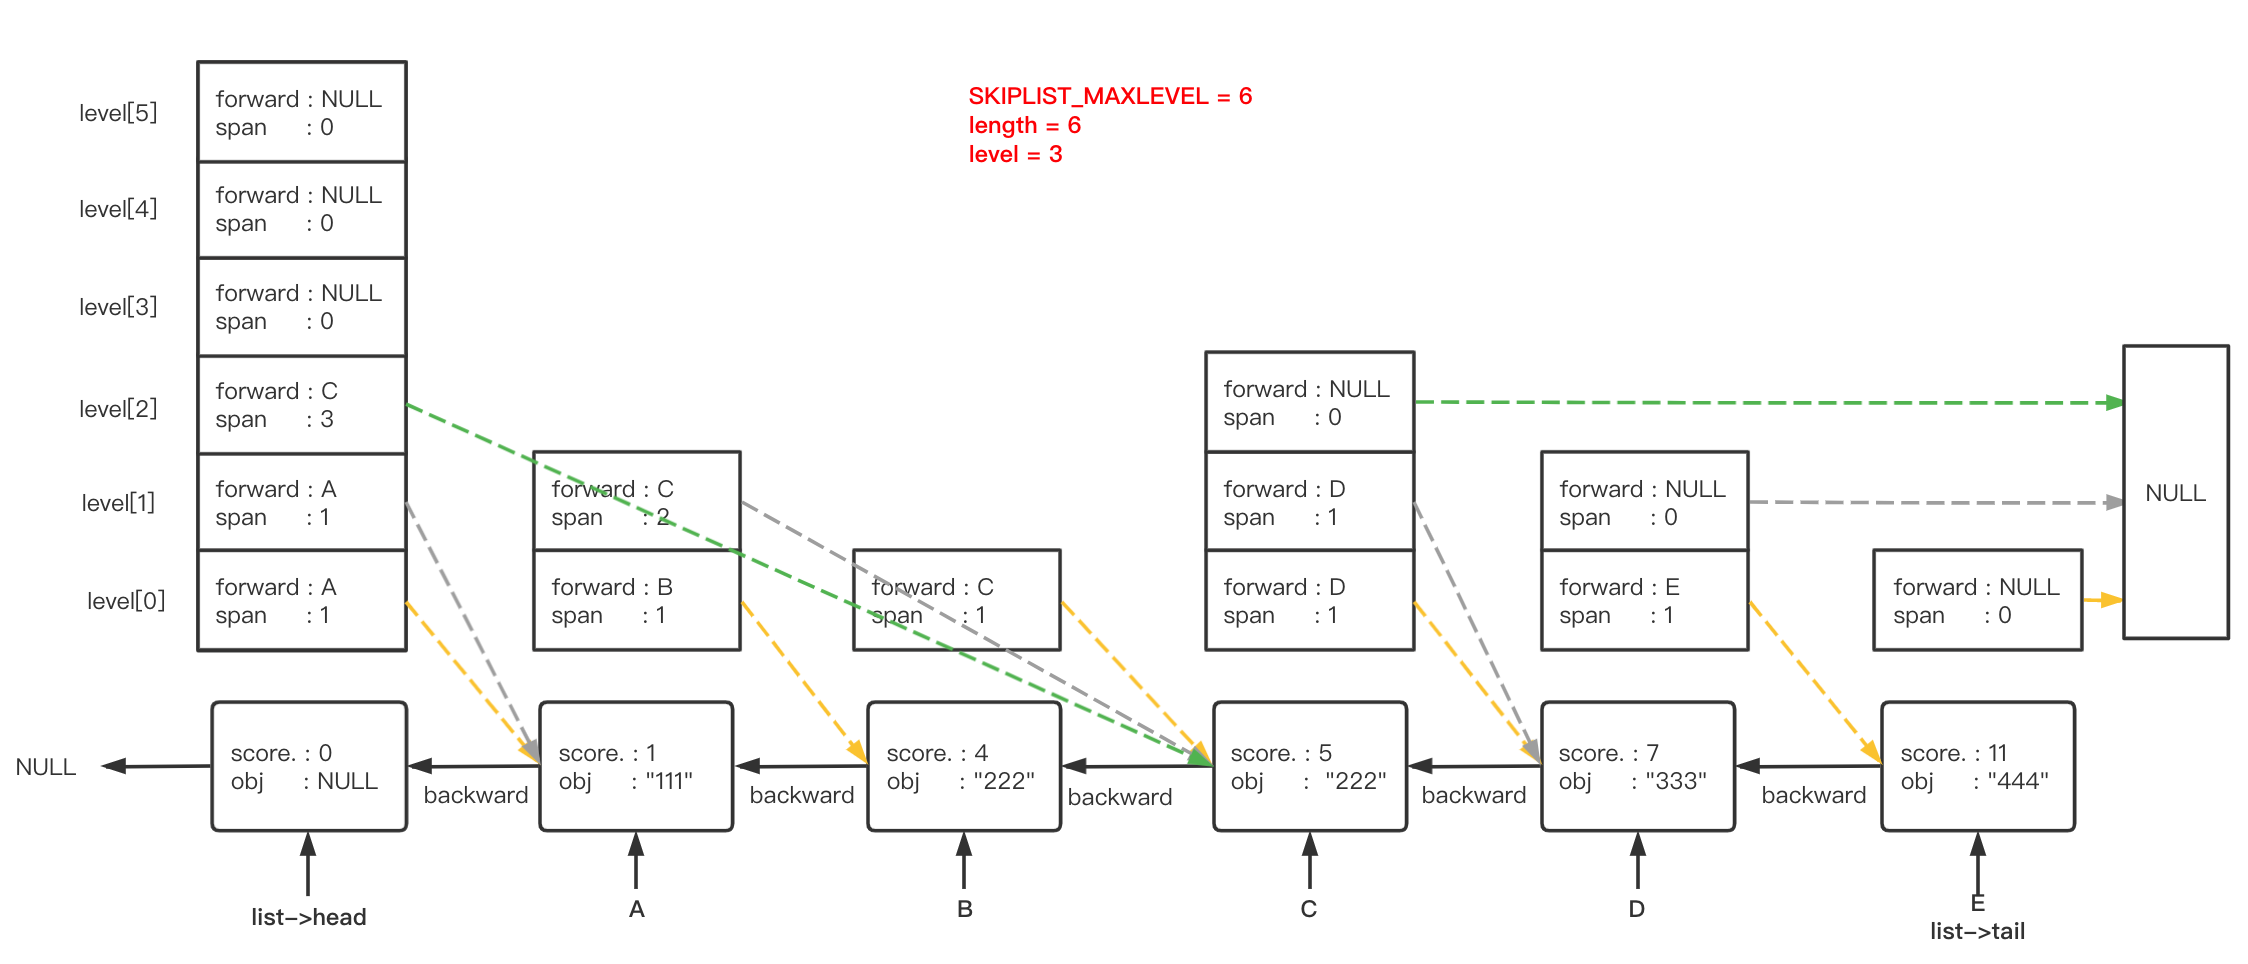 SKIPLIST_MAXLEVEL = 6
length = 6
level = 3
level[5]
forward : NULL
span : 0
level[4]
forward : NULL
span : 0
level[3]
forward : NULL
span : 0
level[2]
forward : C
span : 3
forward : NULL
span : 0
level[1]
forward : A
span : 1
forward : C
span : 2
forward : D
span : 1
forward : NULL
span : 0
NULL
level[0]
forward : A
span : 1
forward : B
span : 1
forward : C
span : 1
forward : D
span : 1
forward : E
span : 1
forward : NULL
span : 0
NULL
score. : 0
obj : NULL
backward
score. : 1
obj : "111"
backward
score. : 4
obj : "222"
backward
score. : 5
obj : "222"
backward
score. : 7
obj : "333"
backward
score. : 11
obj : "444"
list->head
A
B
C
D
E
list->tail